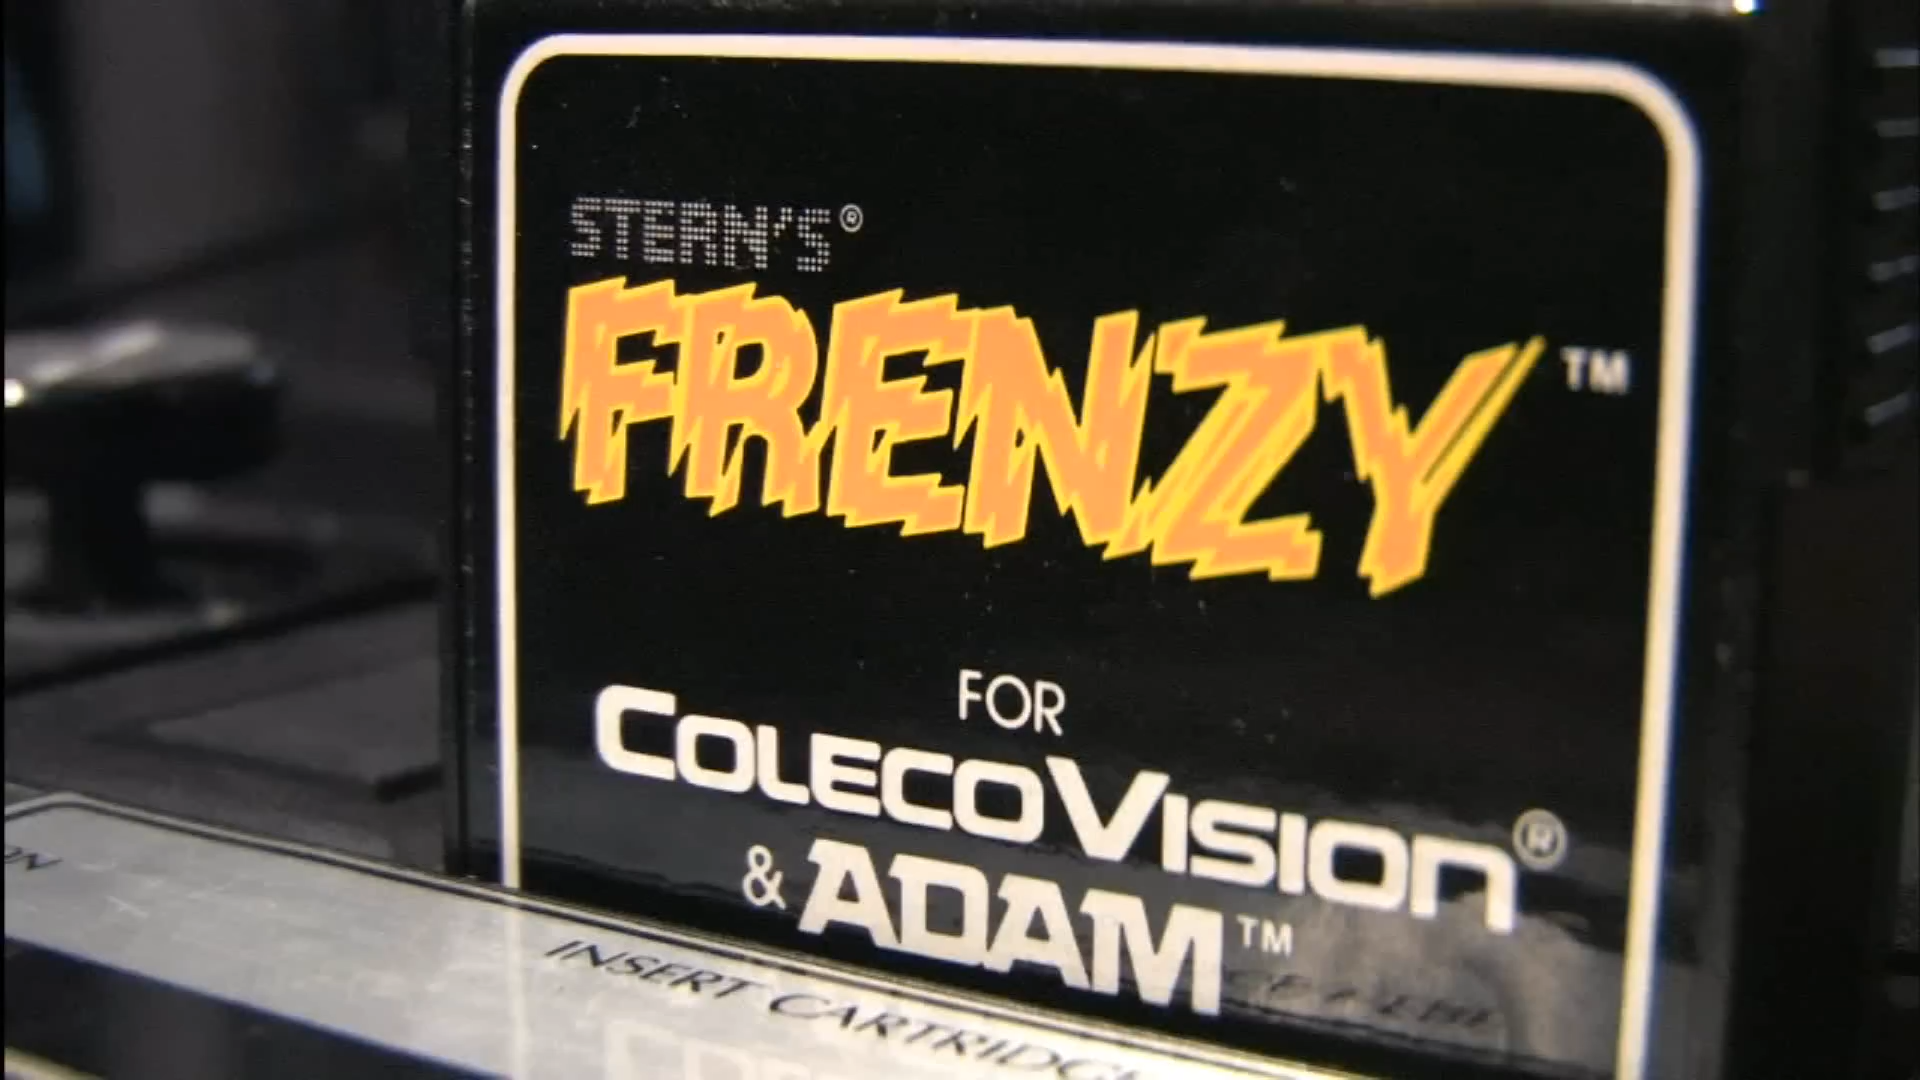 STERN'S®
FRENZY™
FOR
COLECOVISION®
& ADAM™
INSERT CARTRIDGE